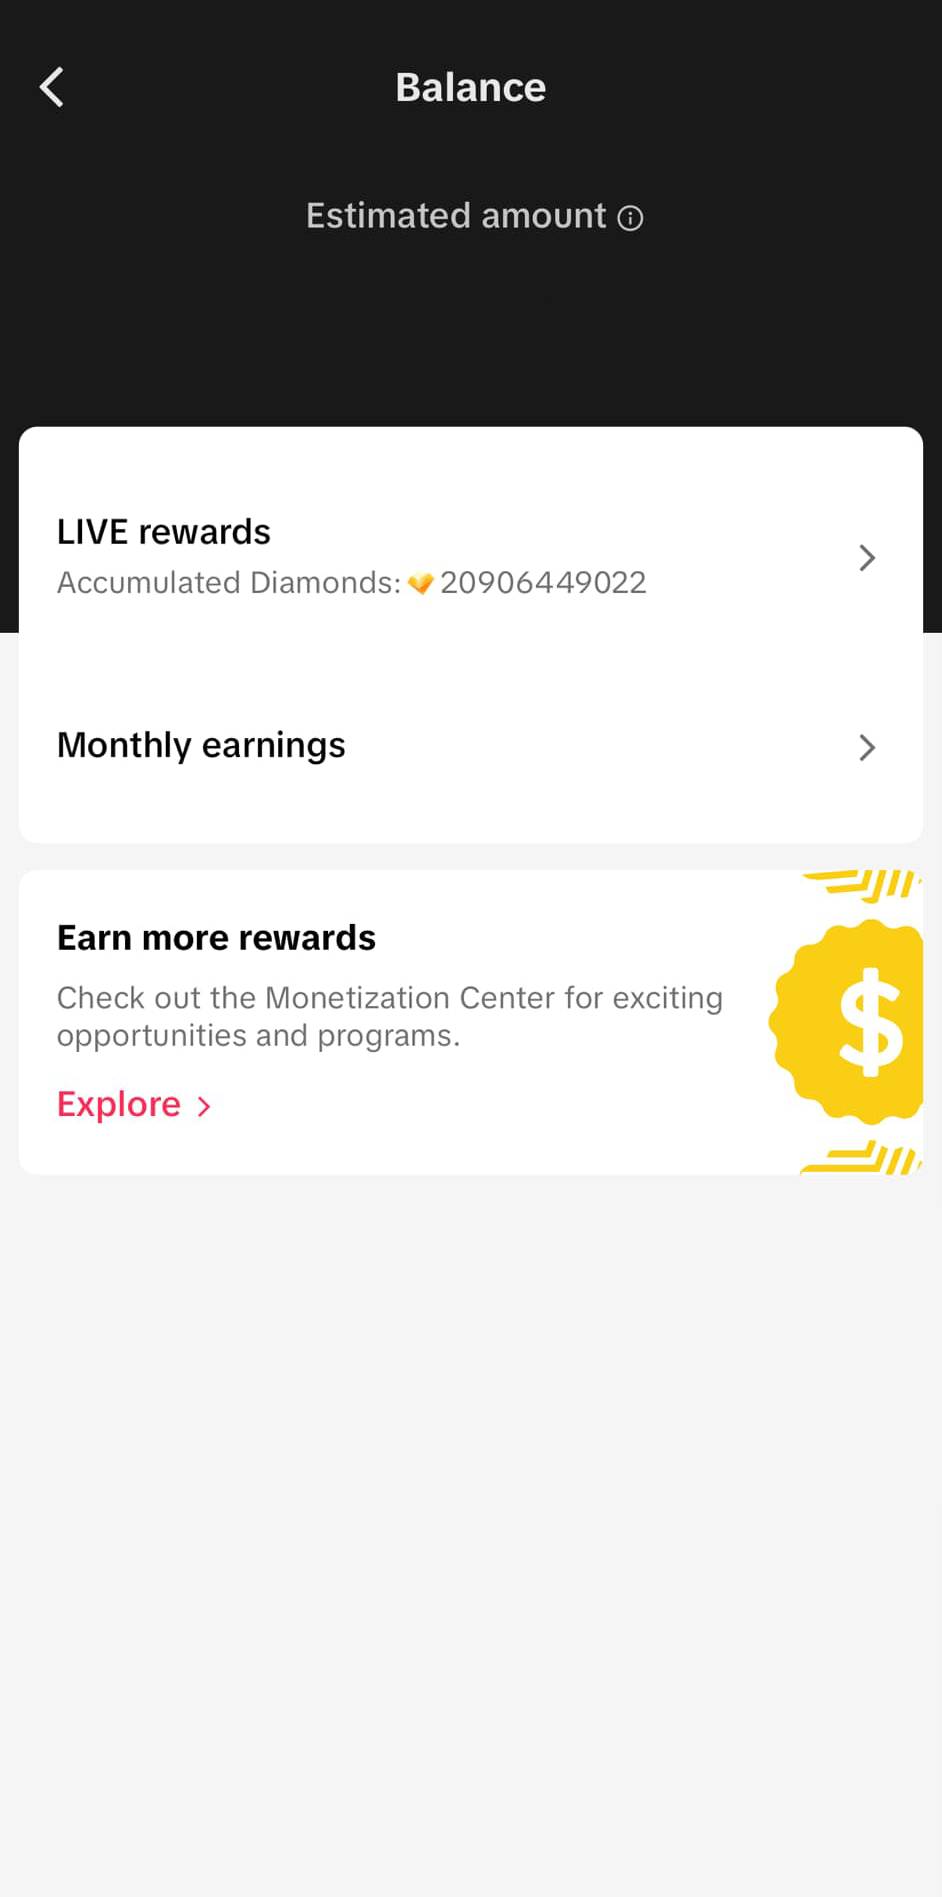 Balance
Estimated amount
LIVE rewards
Accumulated Diamonds: 20906449022
Monthly earnings
Earn more rewards
Check out the Monetization Center for exciting
opportunities and programs.
Explore >
$